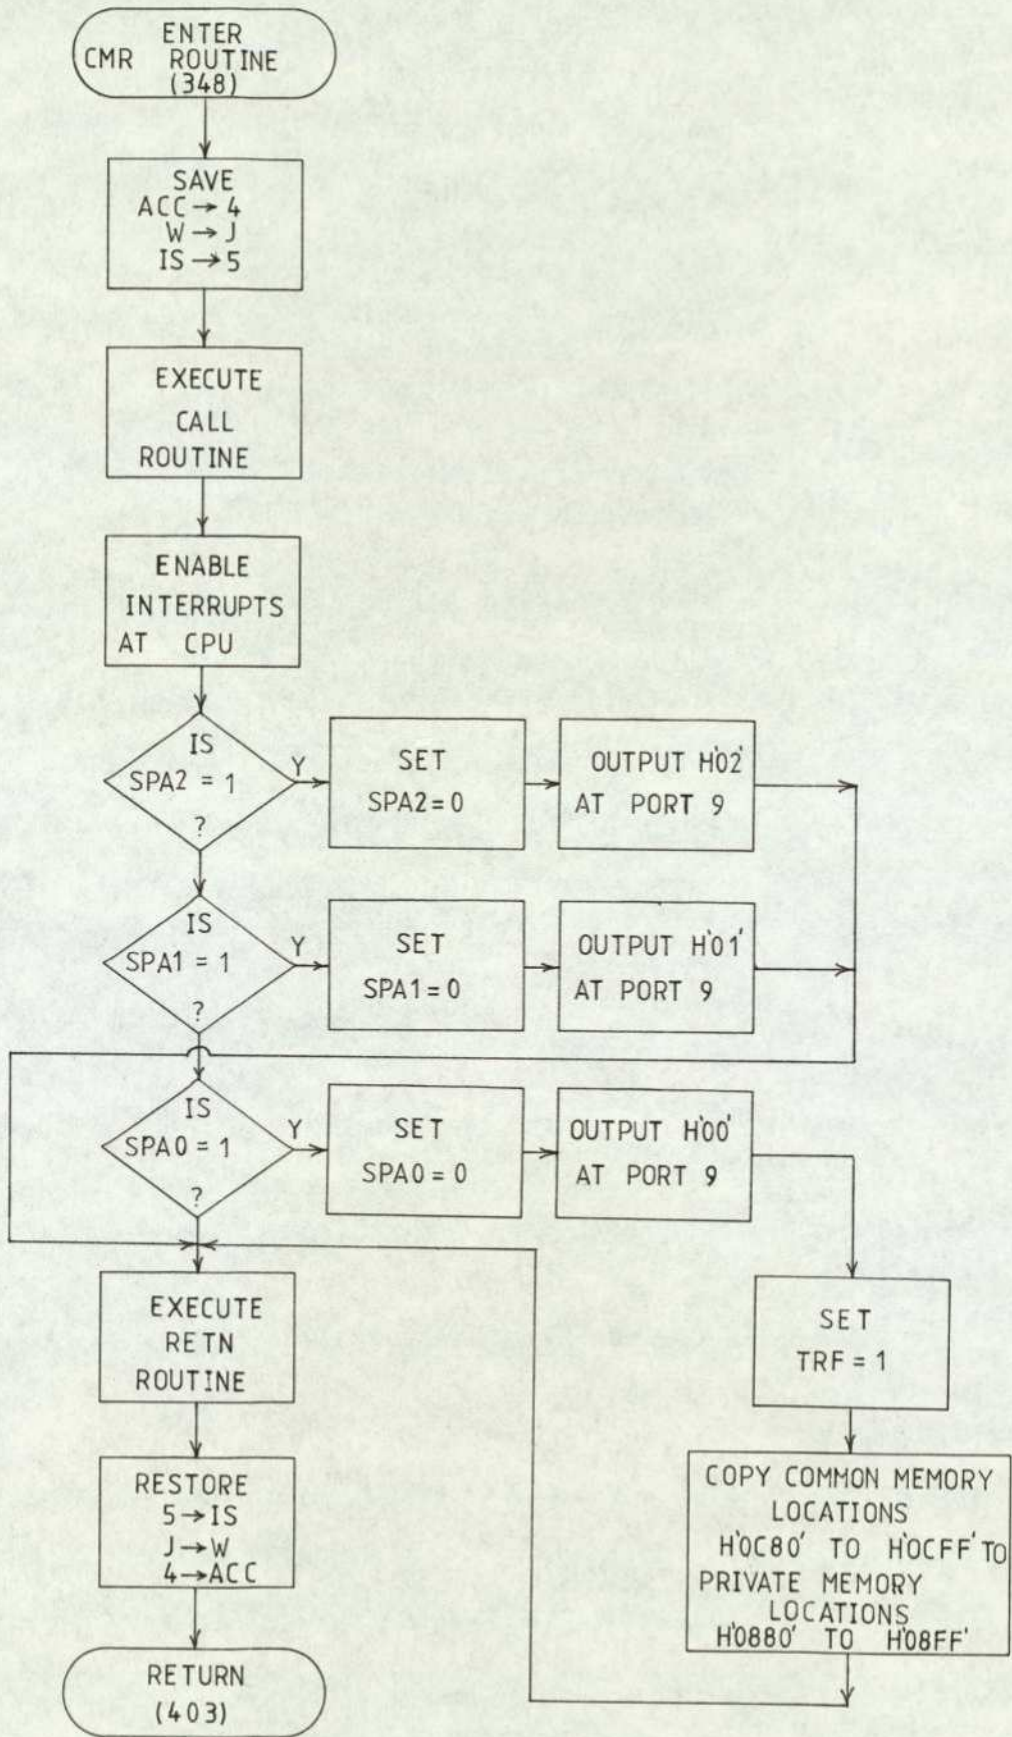 ENTER
CMR ROUTINE
(348)
SAVE
ACC→4
W→J
IS→5
EXECUTE
CALL
ROUTINE
ENABLE
INTERRUPTS
AT CPU
IS
SPA2 = 1
?
Y
SET
SPA2=0
OUTPUT H'02'
AT PORT 9
IS
SPA1 = 1
?
Y
SET
SPA1=0
OUTPUT H'01'
AT PORT 9
IS
SPA0 = 1
?
Y
SET
SPA0=0
OUTPUT H'00'
AT PORT 9
SET
TRF=1
COPY COMMON MEMORY
LOCATIONS
H'0C80' TO H'0CFF' TO
PRIVATE MEMORY
LOCATIONS
H'0880' TO H'08FF'
EXECUTE
RETN
ROUTINE
RESTORE
5→IS
J→W
4→ACC
RETURN
(403)